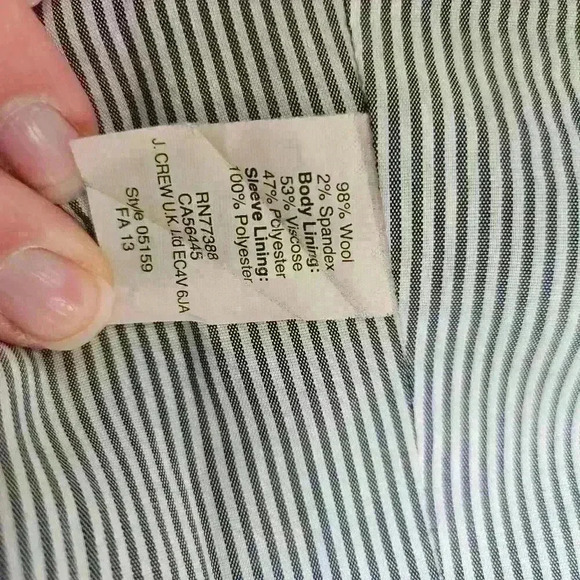 98% Wool
2% Spandex
Body Lining:
53% Viscose
47% Polyester
Sleeve Lining:
100% Polyester
RN77388
CA56445
J. CREW U.K. Ltd EC4V 6JA
Style 05159
FA 13